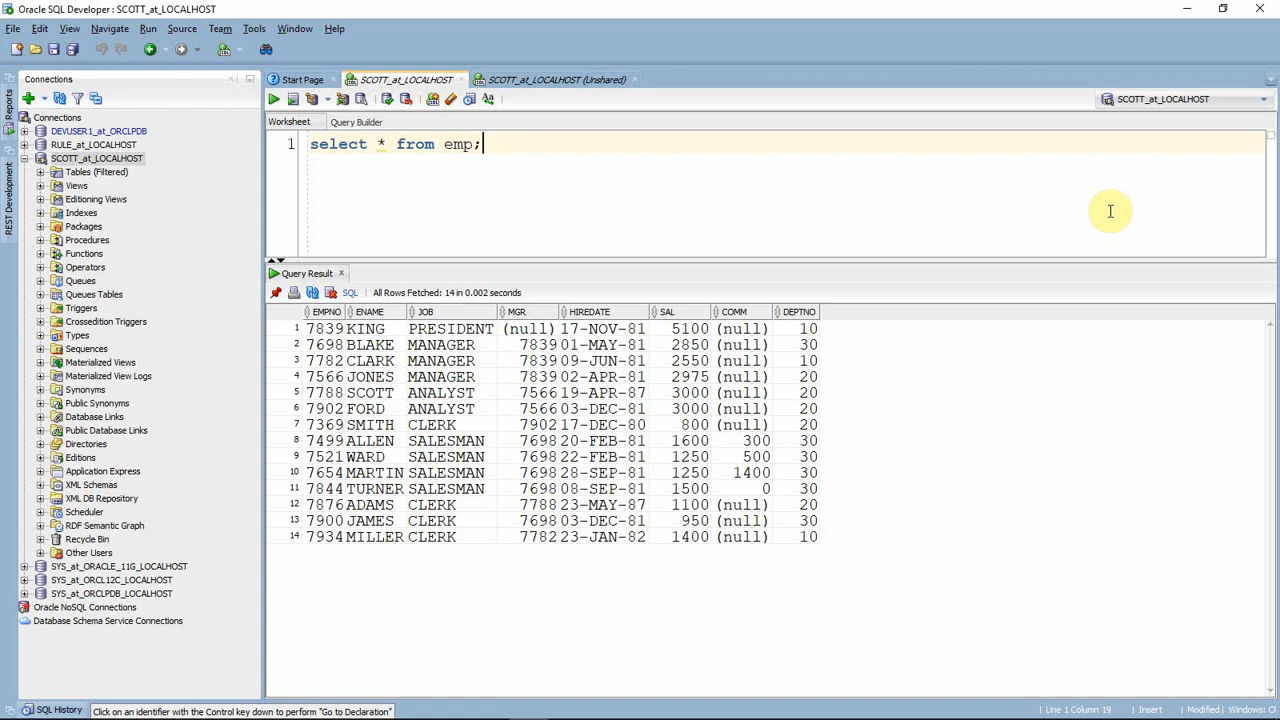 Oracle SQL Developer : SCOTT_at_LOCALHOST
File Edit View Navigate Run Source Team Tools Window Help
Connections
Start Page
SCOTT_at_LOCALHOST
SCOTT_at_LOCALHOST (Unshared)
SCOTT_at_LOCALHOST
Reports
REST Development
Connections
DEVUSER1_at_ORCLPDB
RULE_at_LOCALHOST
SCOTT_at_LOCALHOST
Tables (Filtered)
Views
Editioning Views
Indexes
Packages
Procedures
Functions
Operators
Queues
Queues Tables
Triggers
Crossedition Triggers
Types
Sequences
Materialized Views
Materialized View Logs
Synonyms
Public Synonyms
Database Links
Public Database Links
Directories
Editions
Application Express
XML Schemas
XML DB Repository
Scheduler
RDF Semantic Graph
Recycle Bin
Other Users
SYS_at_ORACLE_11G_LOCALHOST
SYS_at_ORCL12C_LOCALHOST
SYS_at_ORCLPDB_LOCALHOST
Oracle NoSQL Connections
Database Schema Service Connections
Worksheet Query Builder
1 select * from emp;
Query Result
SQL All Rows Fetched: 14 in 0.002 seconds
EMPNO ENAME JOB MGR HIREDATE SAL COMM DEPTNO
1 7839 KING PRESIDENT (null) 17-NOV-81 5100 (null) 10
2 7698 BLAKE MANAGER 7839 01-MAY-81 2850 (null) 30
3 7782 CLARK MANAGER 7839 09-JUN-81 2550 (null) 10
4 7566 JONES MANAGER 7839 02-APR-81 2975 (null) 20
5 7788 SCOTT ANALYST 7566 19-APR-87 3000 (null) 20
6 7902 FORD ANALYST 7566 03-DEC-81 3000 (null) 20
7 7369 SMITH CLERK 7902 17-DEC-80 800 (null) 20
8 7499 ALLEN SALESMAN 7698 20-FEB-81 1600 300 30
9 7521 WARD SALESMAN 7698 22-FEB-81 1250 500 30
10 7654 MARTIN SALESMAN 7698 28-SEP-81 1250 1400 30
11 7844 TURNER SALESMAN 7698 08-SEP-81 1500 0 30
12 7876 ADAMS CLERK 7788 23-MAY-87 1100 (null) 20
13 7900 JAMES CLERK 7698 03-DEC-81 950 (null) 30
14 7934 MILLER CLERK 7782 23-JAN-82 1400 (null) 10
SQL History Click on an identifier with the Control key down to perform "Go to Declaration" Line 1 Column 19 Insert Modified Windows: Cl